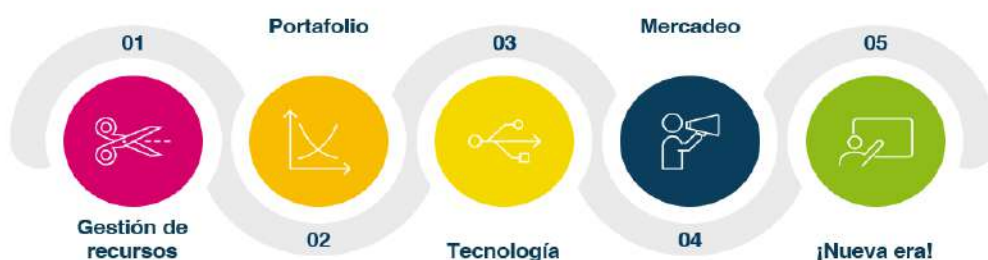 01
Gestión de
recursos
Portafolio
02
03
Tecnología
Mercadeo
04
05
¡Nueva era!